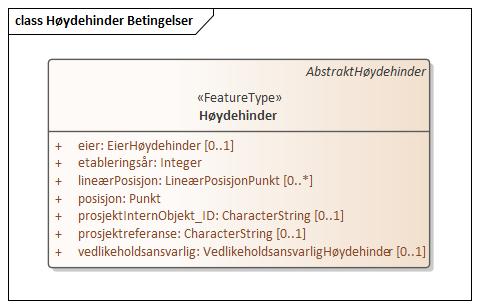 class Høydehinder Betingelser
AbstraktHøydehinder
«FeatureType»
Høydehinder
+ eier: EierHøydehinder [0..1]
+ etableringsår: Integer
+ lineærPosisjon: LineærPosisjonPunkt [0..*]
+ posisjon: Punkt
+ prosjektInternObjekt_ID: CharacterString [0..1]
+ prosjektreferanse: CharacterString [0..1]
+ vedlikeholdsansvarlig: VedlikeholdsansvarligHøydehinder [0..1]